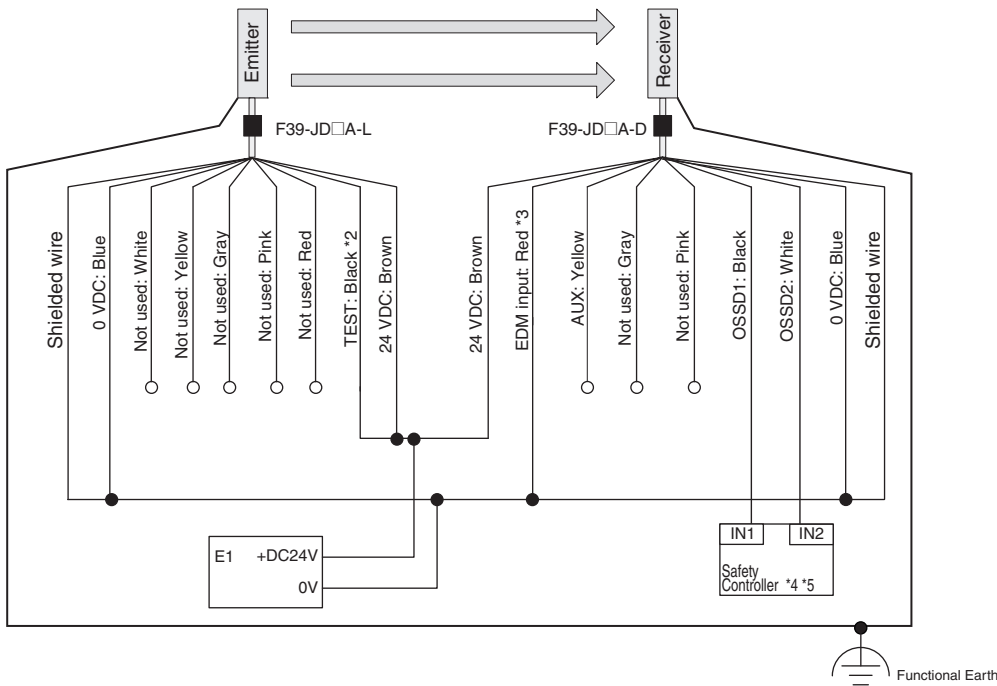 Emitter
Receiver
F39-JD□A-L
F39-JD□A-D
Shielded wire
0 VDC: Blue
Not used: White
Not used: Yellow
Not used: Gray
Not used: Pink
Not used: Red
TEST: Black *2
24 VDC: Brown
24 VDC: Brown
EDM input: Red *3
AUX: Yellow
Not used: Gray
Not used: Pink
OSSD1: Black
OSSD2: White
0 VDC: Blue
Shielded wire
E1 +DC24V
0V
IN1
IN2
Safety
Controller *4 *5
Functional Earth